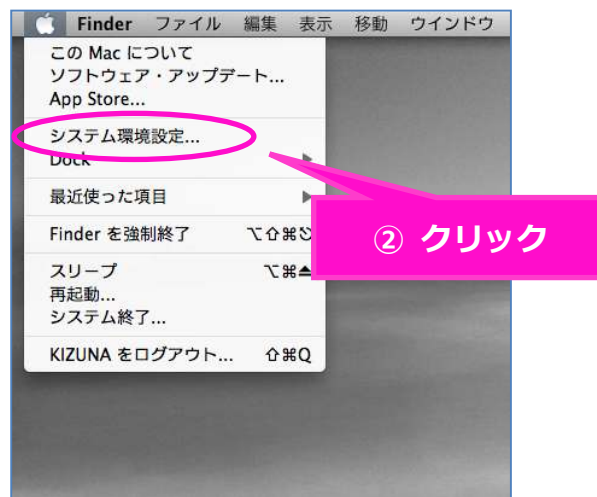 Finder ファイル 編集 表示 移動 ウインドウ
この Mac について
ソフトウェア・アップデート...
App Store...
システム環境設定...
Dock
最近使った項目
Finder を強制終了 ⌥⇧⌘⎋
スリープ ⌥⌘⏏
再起動...
システム終了...
KIZUNA をログアウト... ⇧⌘Q
② クリック